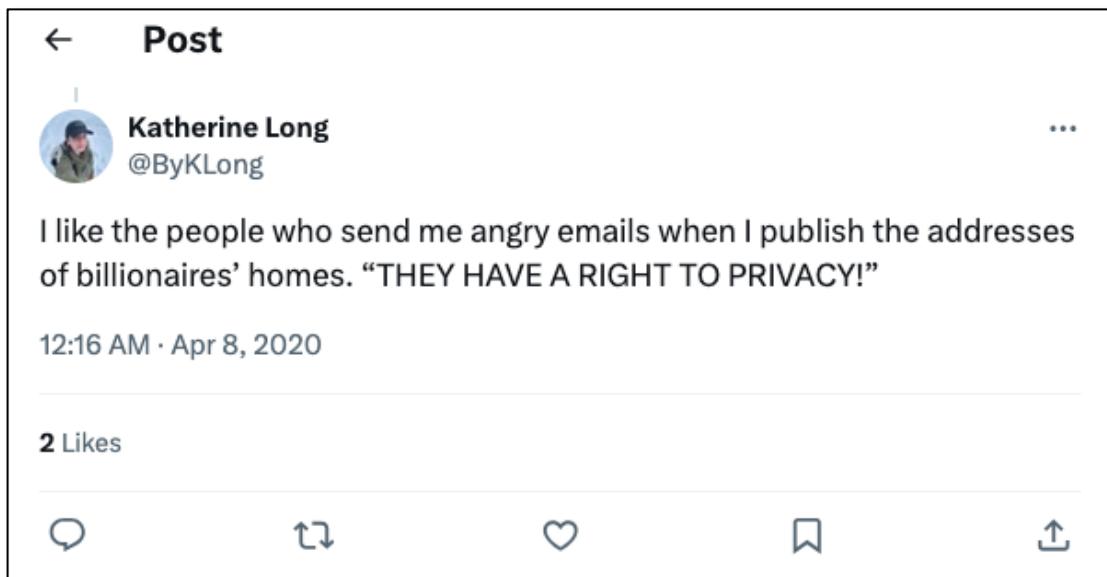 Post
Katherine Long
@ByKLong
I like the people who send me angry emails when I publish the addresses
of billionaires’ homes. “THEY HAVE A RIGHT TO PRIVACY!”
12:16 AM · Apr 8, 2020
2 Likes